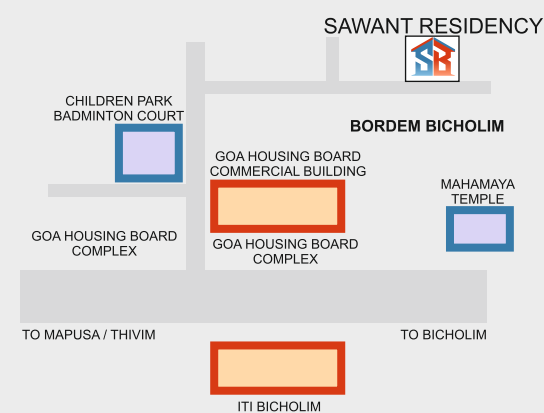 SAWANT RESIDENCY
SB
CHILDREN PARK
BADMINTON COURT
BORDEM BICHOLIM
GOA HOUSING BOARD
COMMERCIAL BUILDING
MAHAMAYA
TEMPLE
GOA HOUSING BOARD
COMPLEX
GOA HOUSING BOARD
COMPLEX
TO MAPUSA / THIVIM
TO BICHOLIM
ITI BICHOLIM